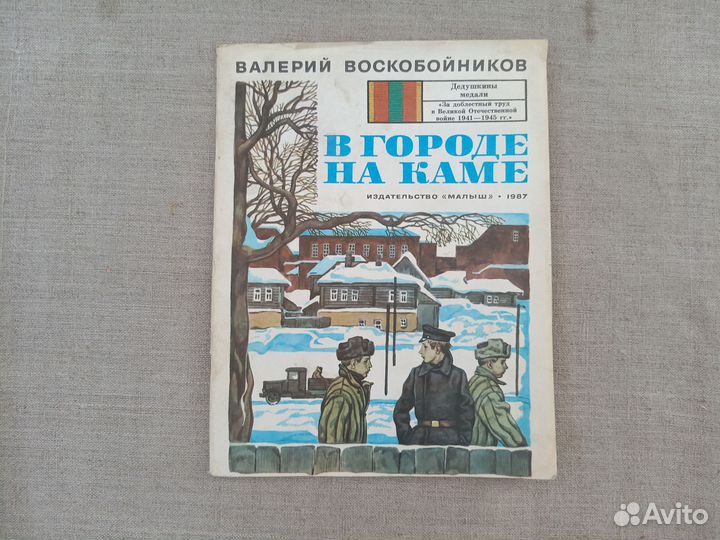 ВАЛЕРИЙ ВОСКОБОЙНИКОВ
Дедушкины
медали
«За доблестный труд
в Великой Отечественной
войне 1941—1945 гг.»
В ГОРОДЕ
НА КАМЕ
ИЗДАТЕЛЬСТВО «МАЛЫШ» • 1987
Avito